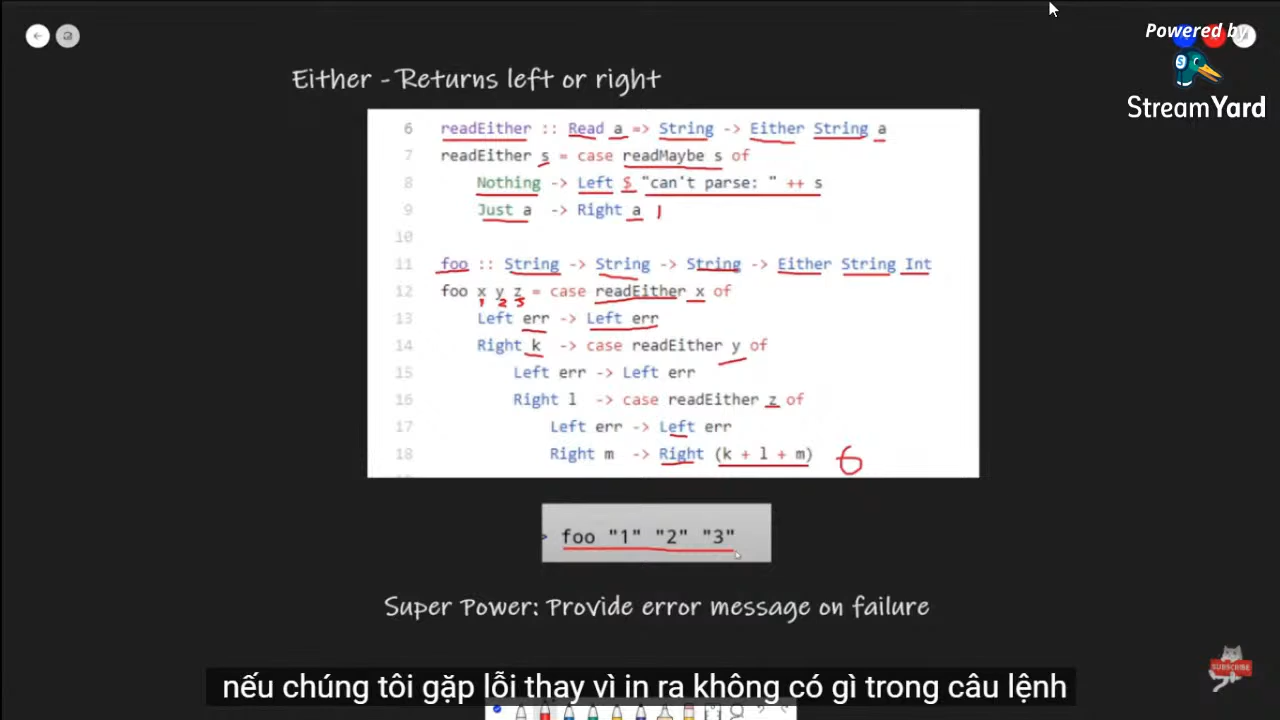 Powered by
StreamYard
Either - Returns left or right
6 readEither :: Read a => String -> Either String a
7 readEither s = case readMaybe s of
8 Nothing -> Left $ "can't parse: " ++ s
9 Just a -> Right a 1
10
11 foo :: String -> String -> String -> Either String Int
12 foo x y z = case readEither x of
1 2 3
13 Left err -> Left err
14 Right k -> case readEither y of
15 Left err -> Left err
16 Right l -> case readEither z of
17 Left err -> Left err
18 Right m -> Right (k + l + m) 6
> foo "1" "2" "3"
Super Power: Provide error message on failure
SUBSCRIBE
nếu chúng tôi gặp lỗi thay vì in ra không có gì trong câu lệnh